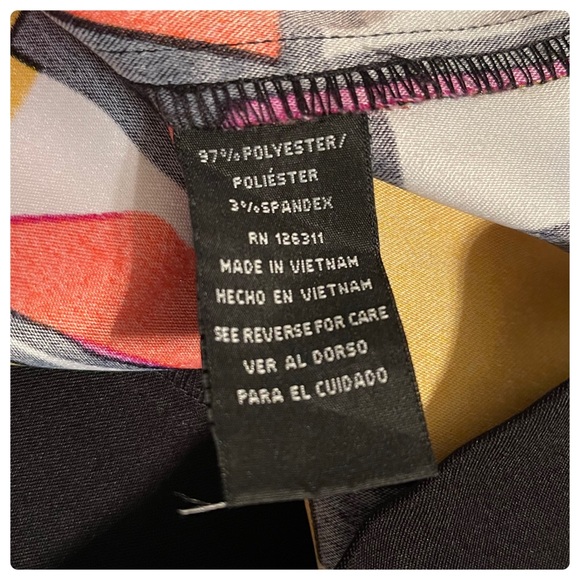 97% POLYESTER/
POLIÉSTER
3% SPANDEX
RN 126311
MADE IN VIETNAM
HECHO EN VIETNAM
SEE REVERSE FOR CARE
VER AL DORSO
PARA EL CUIDADO